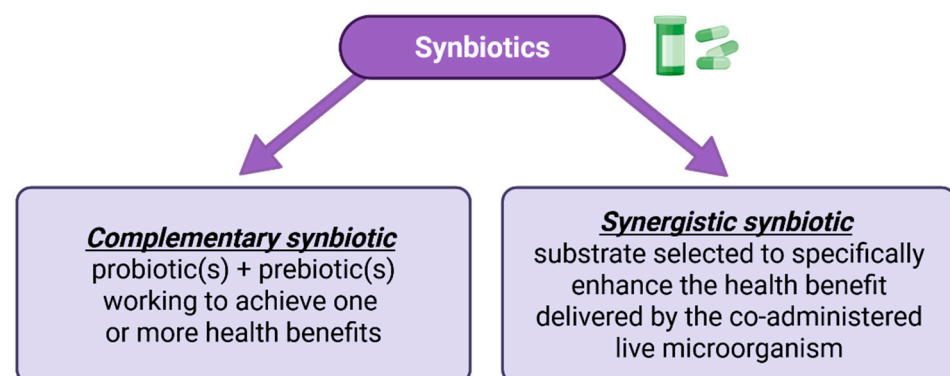 Synbiotics
Complementary synbiotic
probiotic(s) + prebiotic(s)
working to achieve one
or more health benefits
Synergistic synbiotic
substrate selected to specifically
enhance the health benefit
delivered by the co-administered
live microorganism